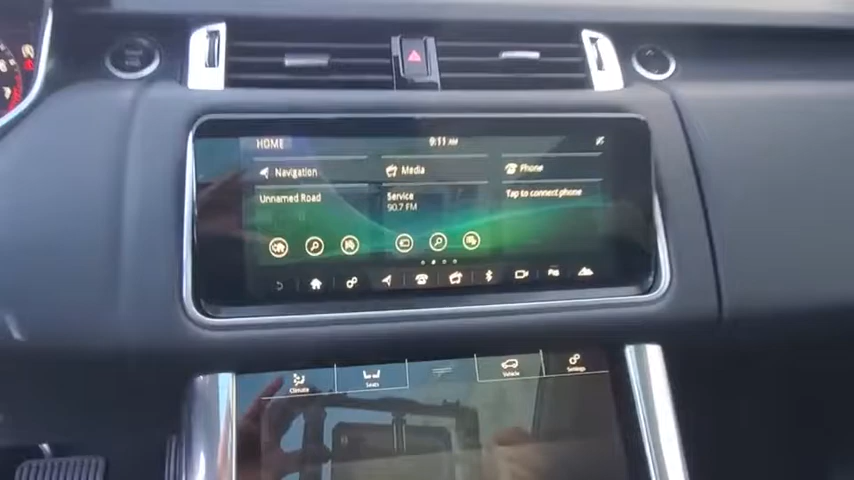 HOME
9:11 AM
Navigation
Media
Phone
Unnamed Road
Service
90.7 FM
Tap to connect phone
Climate
Seats
Vehicle
Settings